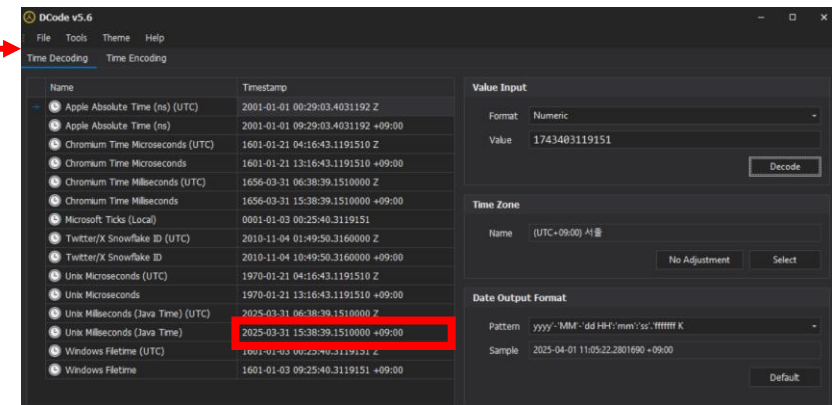 DCode v5.6
File Tools Theme Help
Time Decoding Time Encoding
Name Timestamp
Apple Absolute Time (ns) (UTC) 2001-01-01 00:29:03.4031192 Z
Apple Absolute Time (ns) 2001-01-01 09:29:03.4031192 +09:00
Chromium Time Microseconds (UTC) 1601-01-21 04:16:43.1191510 Z
Chromium Time Microseconds 1601-01-21 13:16:43.1191510 +09:00
Chromium Time Miliseconds (UTC) 1656-03-31 06:38:39.1510000 Z
Chromium Time Miliseconds 1656-03-31 15:38:39.1510000 +09:00
Microsoft Ticks (Local) 0001-01-03 00:25:40.3119151
Twitter/X Snowflake ID (UTC) 2010-11-04 01:49:50.3160000 Z
Twitter/X Snowflake ID 2010-11-04 10:49:50.3160000 +09:00
Unix Microseconds (UTC) 1970-01-21 04:16:43.1191510 Z
Unix Microseconds 1970-01-21 13:16:43.1191510 +09:00
Unix Miliseconds (Java Time) (UTC) 2025-03-31 06:38:39.1510000 Z
Unix Miliseconds (Java Time) 2025-03-31 15:38:39.1510000 +09:00
Windows Filetime (UTC) 1601-01-03 00:25:40.3119151 Z
Windows Filetime 1601-01-03 09:25:40.3119151 +09:00
Value Input
Format Numeric
Value 1743403119151
Decode
Time Zone
Name (UTC+09:00) 서울
No Adjustment Select
Date Output Format
Pattern yyyy'-'MM'-'dd HH':'mm':'ss'.'fffffff K
Sample 2025-04-01 11:05:22.2801690 +09:00
Default